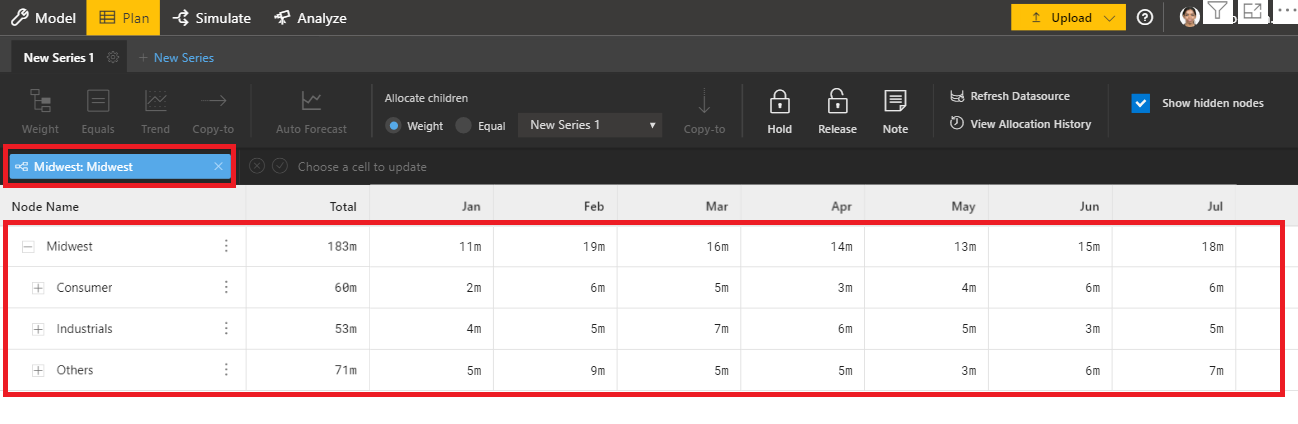 Model Plan Simulate Analyze Upload
New Series 1 + New Series
Weight Equals Trend Copy-to Auto Forecast Allocate children Weight Equal New Series 1 Copy-to Hold Release Note Refresh Datasource View Allocation History Show hidden nodes
Midwest: Midwest Choose a cell to update
Node Name Total Jan Feb Mar Apr May Jun Jul
Midwest 183m 11m 19m 16m 14m 13m 15m 18m
Consumer 60m 2m 6m 5m 3m 4m 6m 6m
Industrials 53m 4m 5m 7m 6m 5m 3m 5m
Others 71m 5m 9m 5m 5m 3m 6m 7m